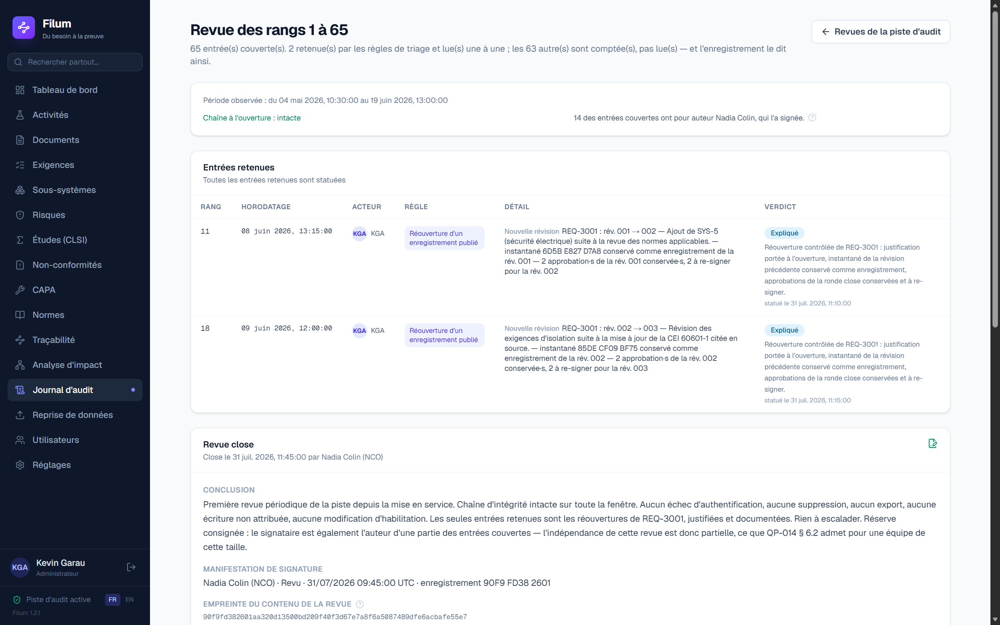 Filum
Du besoin à la preuve
Rechercher partout...
Tableau de bord
Activités
Documents
Exigences
Sous-systèmes
Risques
Études (CLSI)
Non-conformités
CAPA
Normes
Traçabilité
Analyse d'impact
Journal d'audit
Reprise de données
Utilisateurs
Réglages
KGA
Kevin Garau
Administrateur
Piste d'audit active
FR
EN
Filum 1.2.1
Revue des rangs 1 à 65
Revues de la piste d'audit
65 entrée(s) couverte(s). 2 retenue(s) par les règles de triage et lue(s) une à une ; les 63 autre(s) sont comptée(s), pas lue(s) — et l'enregistrement le dit
ainsi.
Période observée : du 04 mai 2026, 10:30:00 au 19 juin 2026, 13:00:00
Chaîne à l'ouverture : intacte
14 des entrées couvertes ont pour auteur Nadia Colin, qui l'a signée.
Entrées retenues
Toutes les entrées retenues sont statuées
RANG
HORODATAGE
ACTEUR
RÈGLE
DÉTAIL
VERDICT
11
08 juin 2026, 13:15:00
KGA
KGA
Réouverture d'un
enregistrement publié
Nouvelle révision REQ-3001 : rév. 001 → 002 — Ajout de SYS-5
(sécurité électrique) suite à la revue des normes applicables. —
instantané 6D5B E827 D7A8 conservé comme enregistrement de la
rév. 001 — 2 approbation·s de la rév. 001 conservée·s, 2 à re-signer
pour la rév. 002
Expliqué
Réouverture contrôlée de REQ-3001 : justification
portée à l'ouverture, instantané de la révision
précédente conservé comme enregistrement,
approbations de la ronde close conservées et à re-
signer.
statué le 31 juil. 2026, 11:10:00
18
09 juin 2026, 12:00:00
KGA
KGA
Réouverture d'un
enregistrement publié
Nouvelle révision REQ-3001 : rév. 002 → 003 — Révision des
exigences d'isolation suite à la mise à jour de la CEI 60601-1 citée en
source. — instantané 85DE CF09 BF75 conservé comme
enregistrement de la rév. 002 — 2 approbation·s de la rév. 002
conservée·s, 2 à re-signer pour la rév. 003
Expliqué
Réouverture contrôlée de REQ-3001 : justification
portée à l'ouverture, instantané de la révision
précédente conservé comme enregistrement,
approbations de la ronde close conservées et à re-
signer.
statué le 31 juil. 2026, 11:15:00
Revue close
Close le 31 juil. 2026, 11:45:00 par Nadia Colin (NCO)
CONCLUSION
Première revue périodique de la piste depuis la mise en service. Chaîne d'intégrité intacte sur toute la fenêtre. Aucun échec d'authentification, aucune suppression, aucun export, aucune
écriture non attribuée, aucune modification d'habilitation. Les seules entrées retenues sont les réouvertures de REQ-3001, justifiées et documentées. Rien à escalader. Réserve
consignée : le signataire est également l'auteur d'une partie des entrées couvertes — l'indépendance de cette revue est donc partielle, ce que QP-014 § 6.2 admet pour une équipe de
cette taille.
MANIFESTATION DE SIGNATURE
Nadia Colin (NCO) · Revu · 31/07/2026 09:45:00 UTC · enregistrement 90F9 FD38 2601
EMPREINTE DU CONTENU DE LA REVUE
90f9fd382601aa320d13500bd209f40f3d67e7a8f6a5087489dfe6acbafe55e7